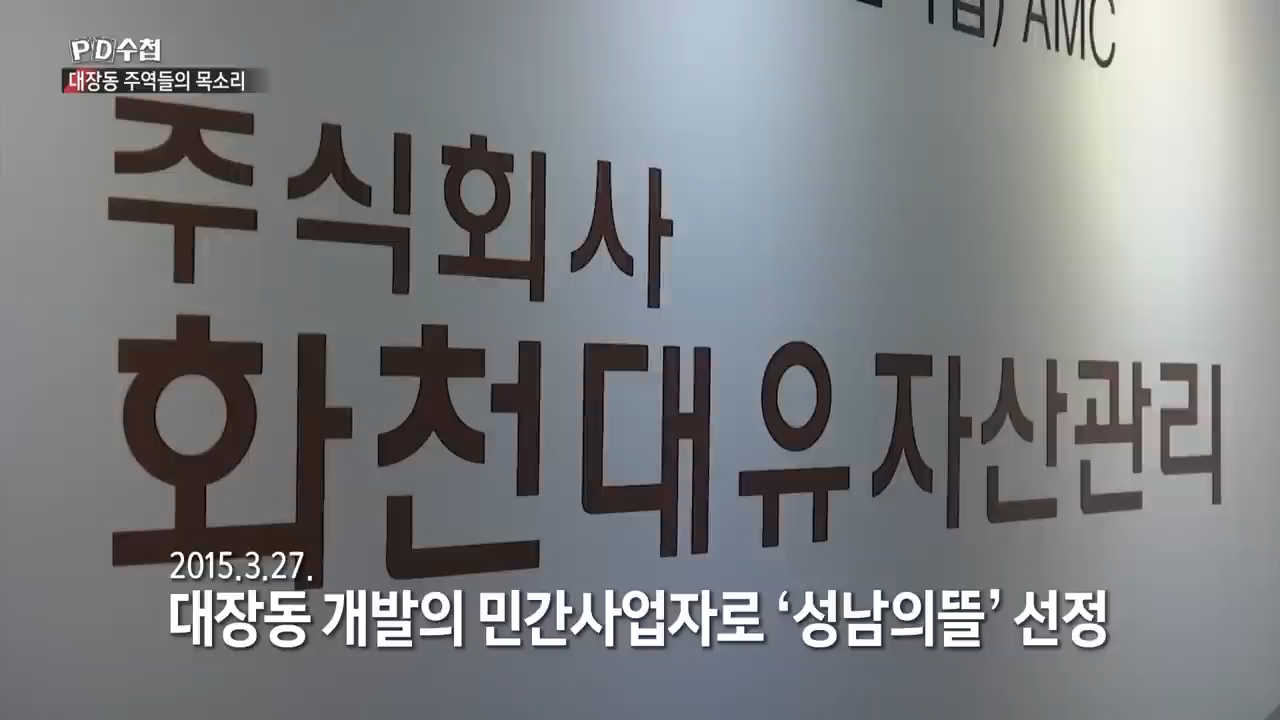 PD수첩
대장동 주역들의 목소리
AMC
주식회사
화천대유자산관리
2015.3.27.
대장동 개발의 민간사업자로 ‘성남의뜰’ 선정